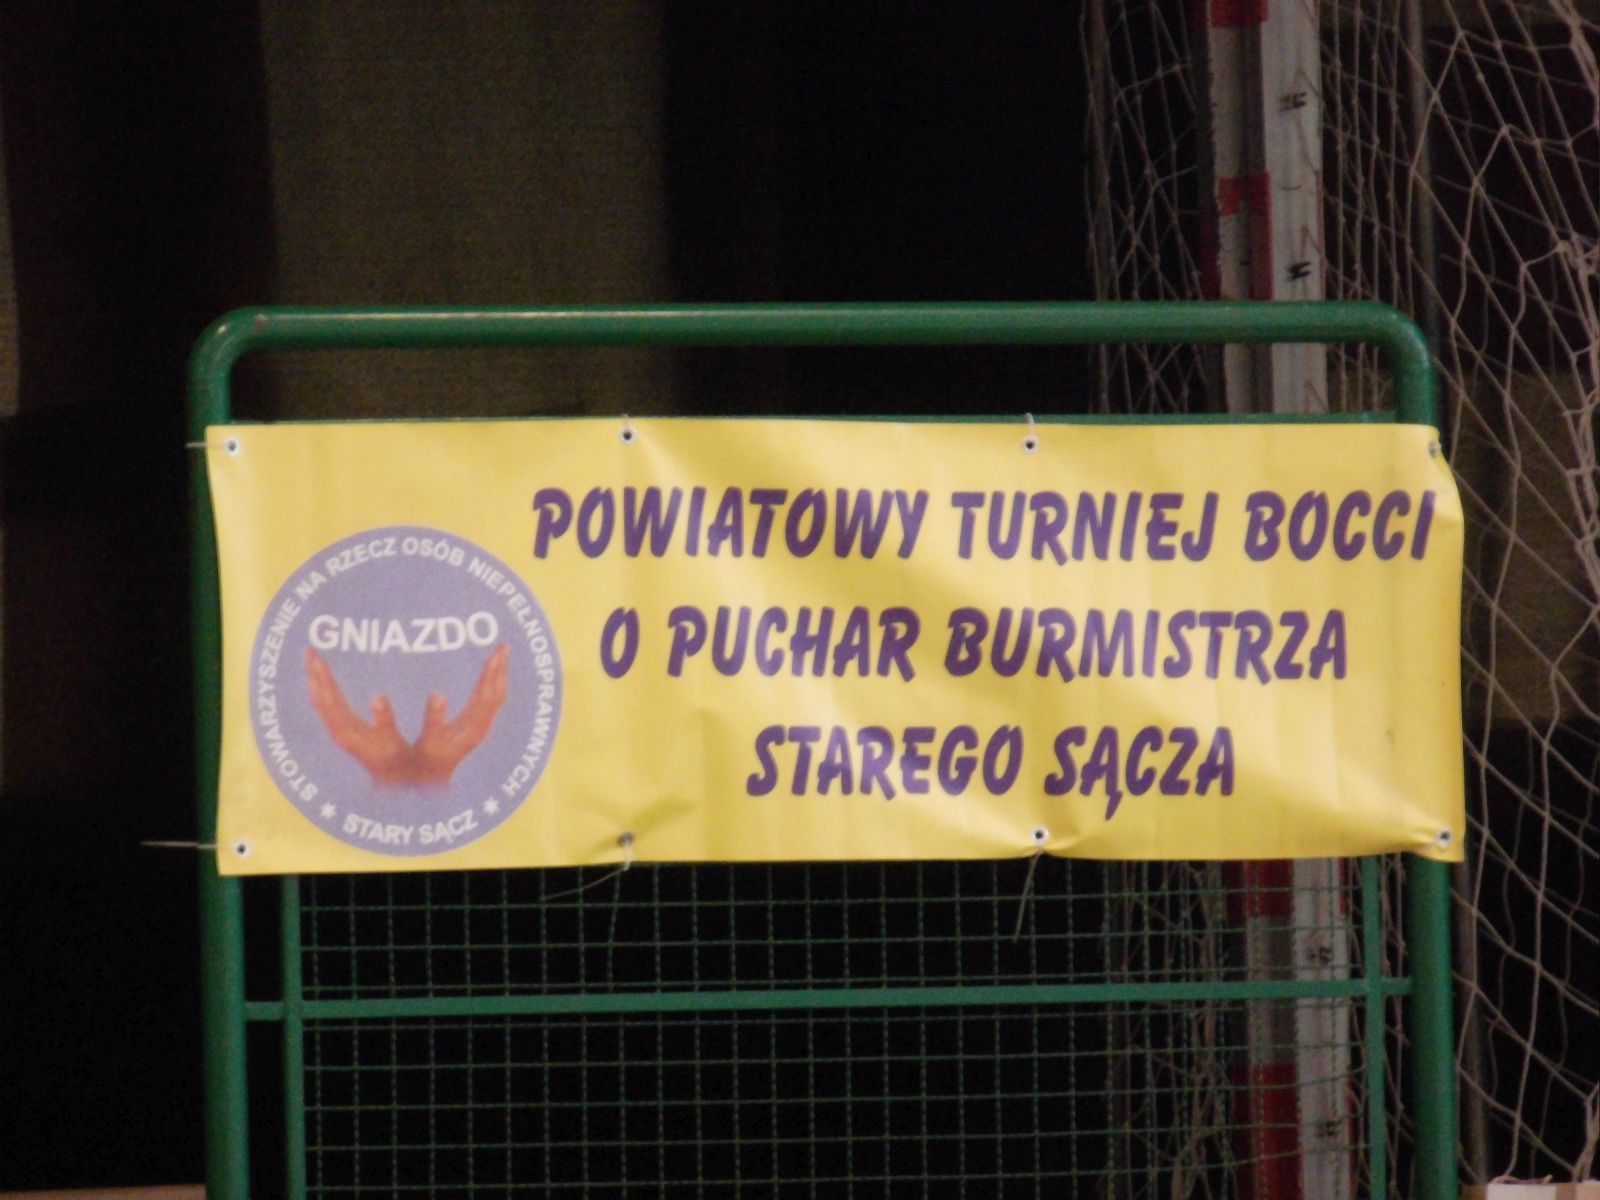 POWIATOWY TURNIEJ BOCCI
O PUCHAR BURMISTRZA
STAREGO SĄCZA
STOWARZYSZENIE NA RZECZ OSÓB NIEPEŁNOSPRAWNYCH
GNIAZDO
★ STARY SĄCZ ★